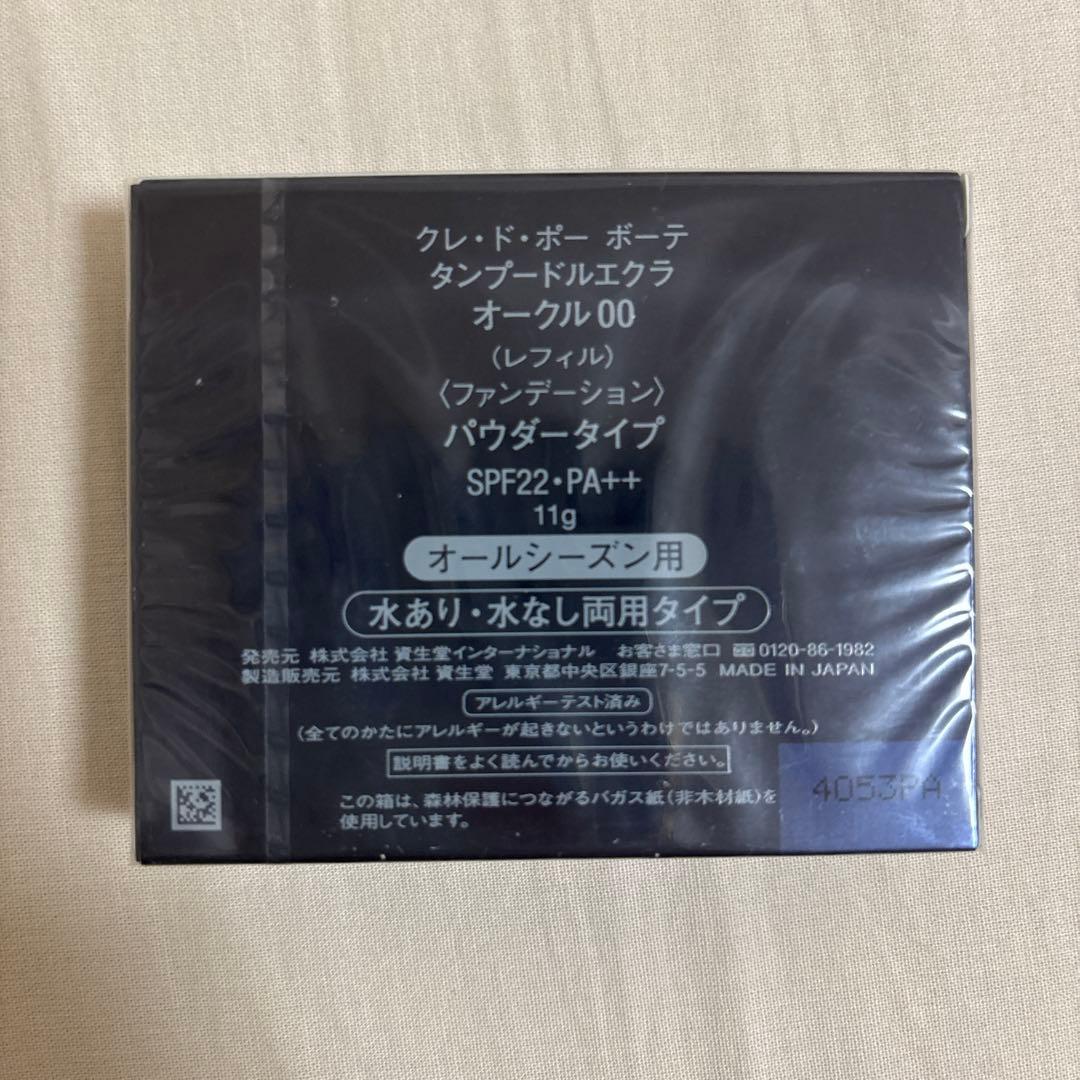 クレ・ド・ポー ボーテ
タンプードルエクラ
オークル00
(レフィル)
〈ファンデーション〉
パウダータイプ
SPF22・PA++
11g
オールシーズン用
水あり・水なし両用タイプ
発売元 株式会社 資生堂インターナショナル お客さま窓口 0120-86-1982
製造販売元 株式会社 資生堂 東京都中央区銀座7-5-5 MADE IN JAPAN
アレルギーテスト済み
(全てのかたにアレルギーが起きないというわけではありません。)
説明書をよく読んでからお使いください。
この箱は、森林保護につながるバガス紙(非木材紙)を
使用しています。
4053PA